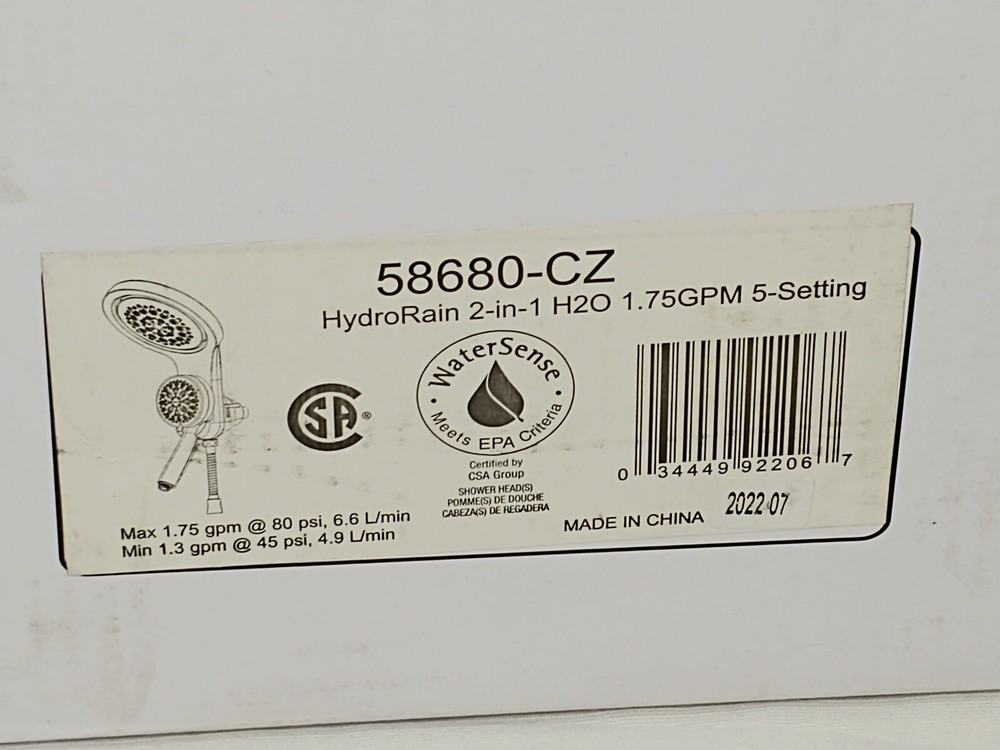 58680-CZ
HydroRain 2-in-1 H2O 1.75GPM 5-Setting
WaterSense
Meets EPA Criteria
SA ®
Certified by
CSA Group
SHOWER HEAD(S)
POMME(S) DE DOUCHE
CABEZA(S) DE REGADERA
0 34449 92206 7
Max 1.75 gpm @ 80 psi, 6.6 L/min
Min 1.3 gpm @ 45 psi, 4.9 L/min
MADE IN CHINA
2022 07